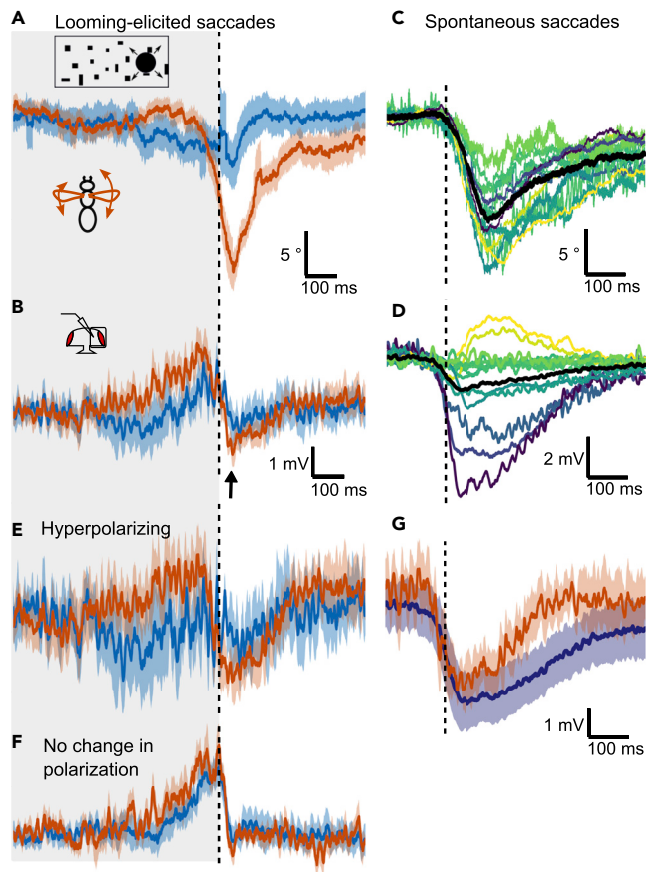 A
Looming-elicited saccades
C
Spontaneous saccades
5 °
100 ms
5 °
100 ms
B
D
1 mV
100 ms
2 mV
100 ms
E
Hyperpolarizing
G
F
No change in
polarization
1 mV
100 ms